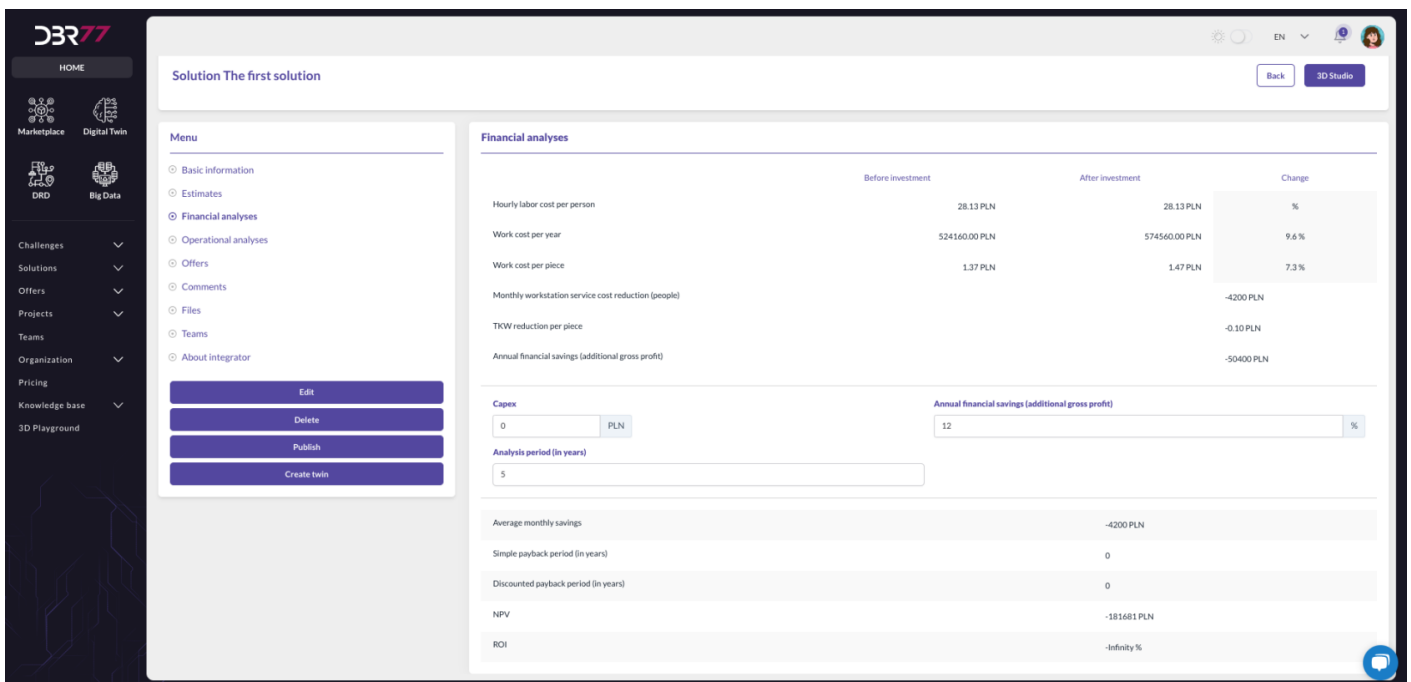 DBR77
EN
1
HOME
Marketplace
Digital Twin
DRD
Big Data
Challenges
Solutions
Offers
Projects
Teams
Organization
Pricing
Knowledge base
3D Playground
Solution The first solution
Back
3D Studio
Menu
Basic information
Estimates
Financial analyses
Operational analyses
Offers
Comments
Files
Teams
About integrator
Edit
Delete
Publish
Create twin
Financial analyses
Before investment After investment Change
Hourly labor cost per person 28.13 PLN 28.13 PLN %
Work cost per year 524160.00 PLN 574560.00 PLN 9.6 %
Work cost per piece 1.37 PLN 1.47 PLN 7.3 %
Monthly workstation service cost reduction (people) -4200 PLN
TKW reduction per piece -0.10 PLN
Annual financial savings (additional gross profit) -50400 PLN
Capex
0 PLN
Annual financial savings (additional gross profit)
12 %
Analysis period (in years)
5
Average monthly savings -4200 PLN
Simple payback period (in years) 0
Discounted payback period (in years) 0
NPV -181681 PLN
ROI -Infinity %